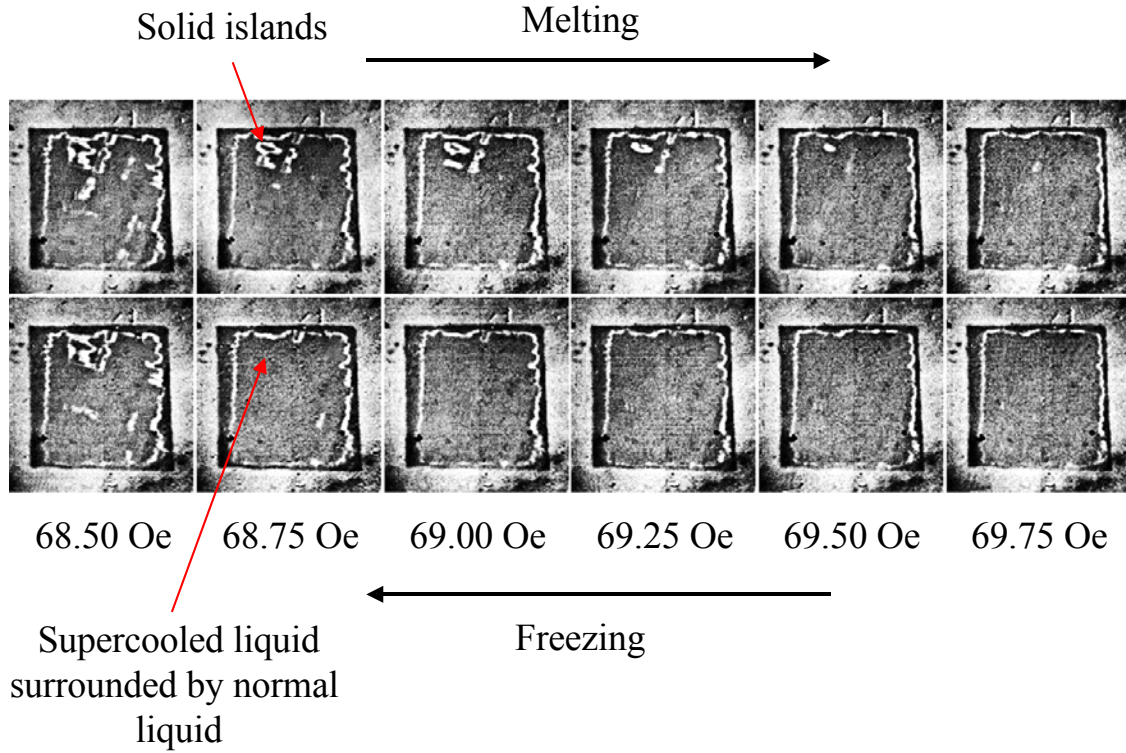 Solid islands
Melting
68.50 Oe
68.75 Oe
69.00 Oe
69.25 Oe
69.50 Oe
69.75 Oe
Supercooled liquid
surrounded by normal
liquid
Freezing